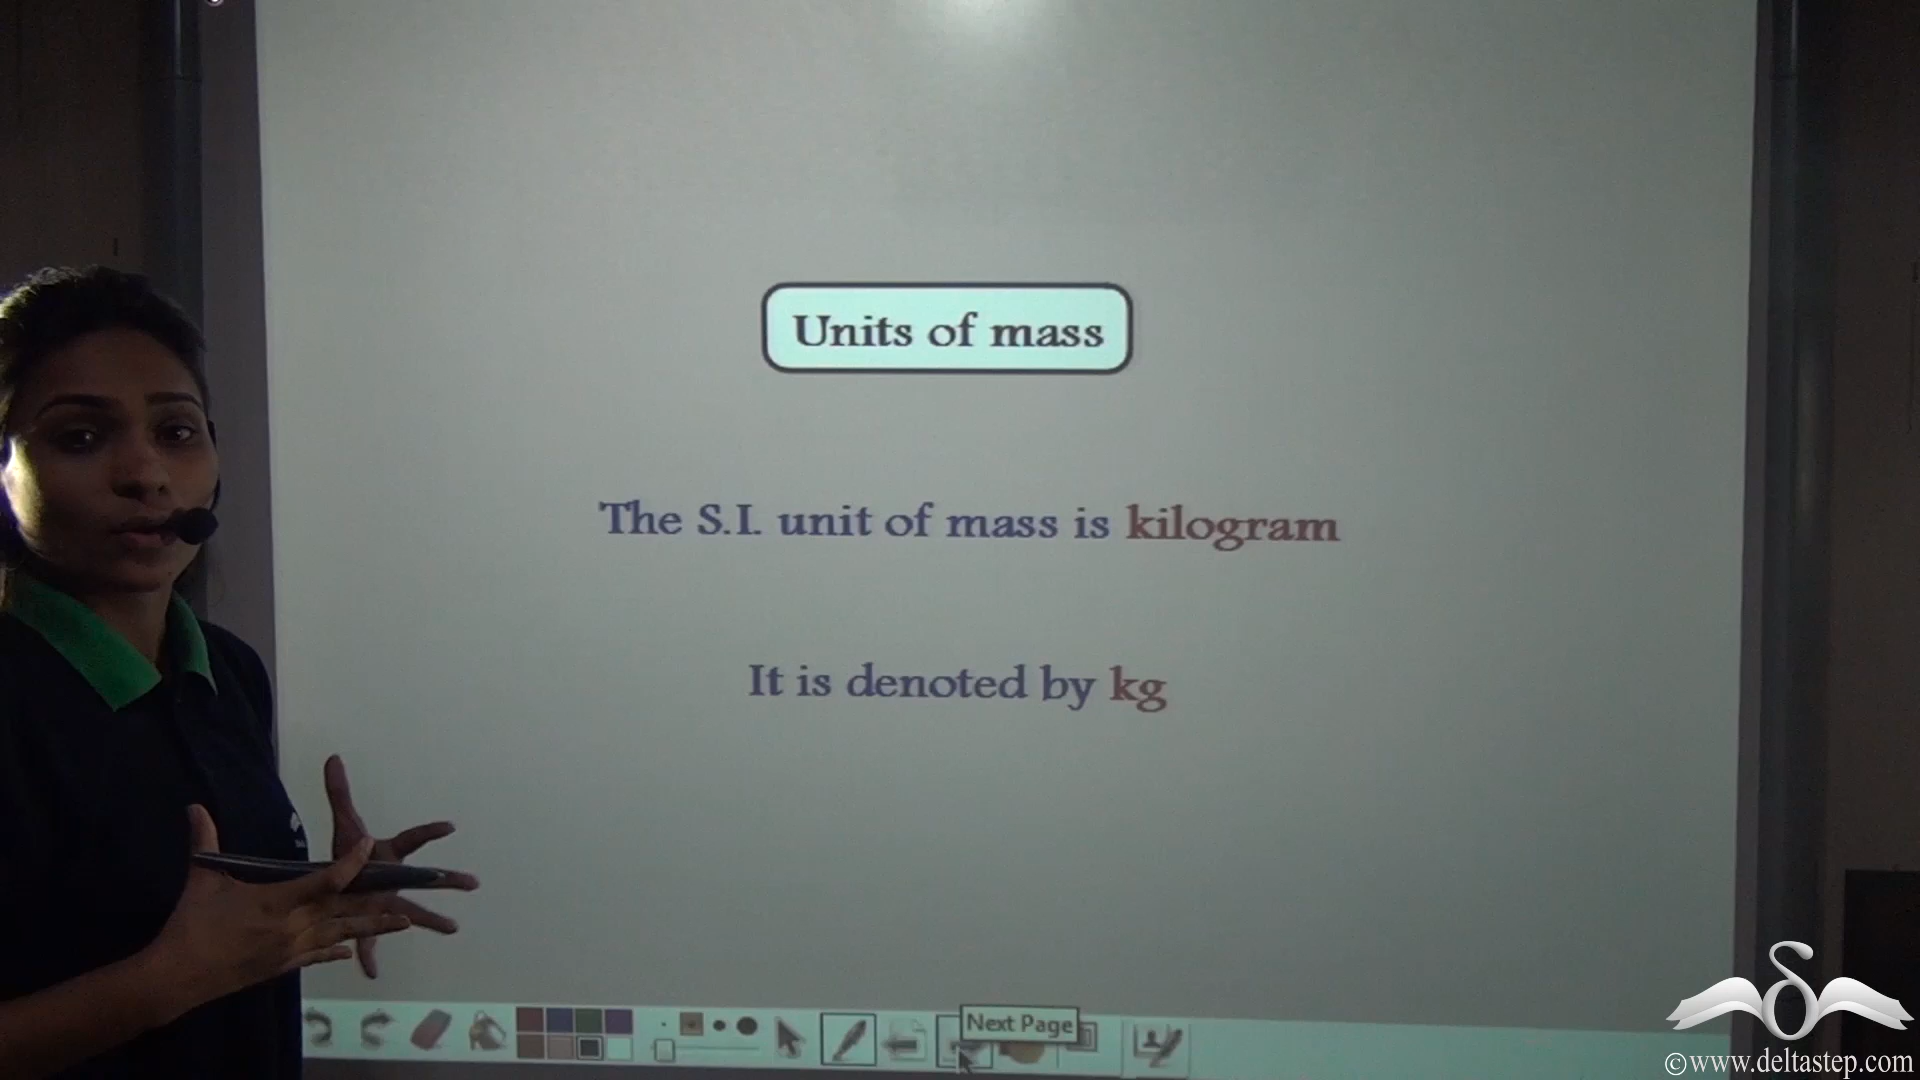 Units of mass
The S.I. unit of mass is kilogram
It is denoted by kg
Next Page
©www.deltastep.com